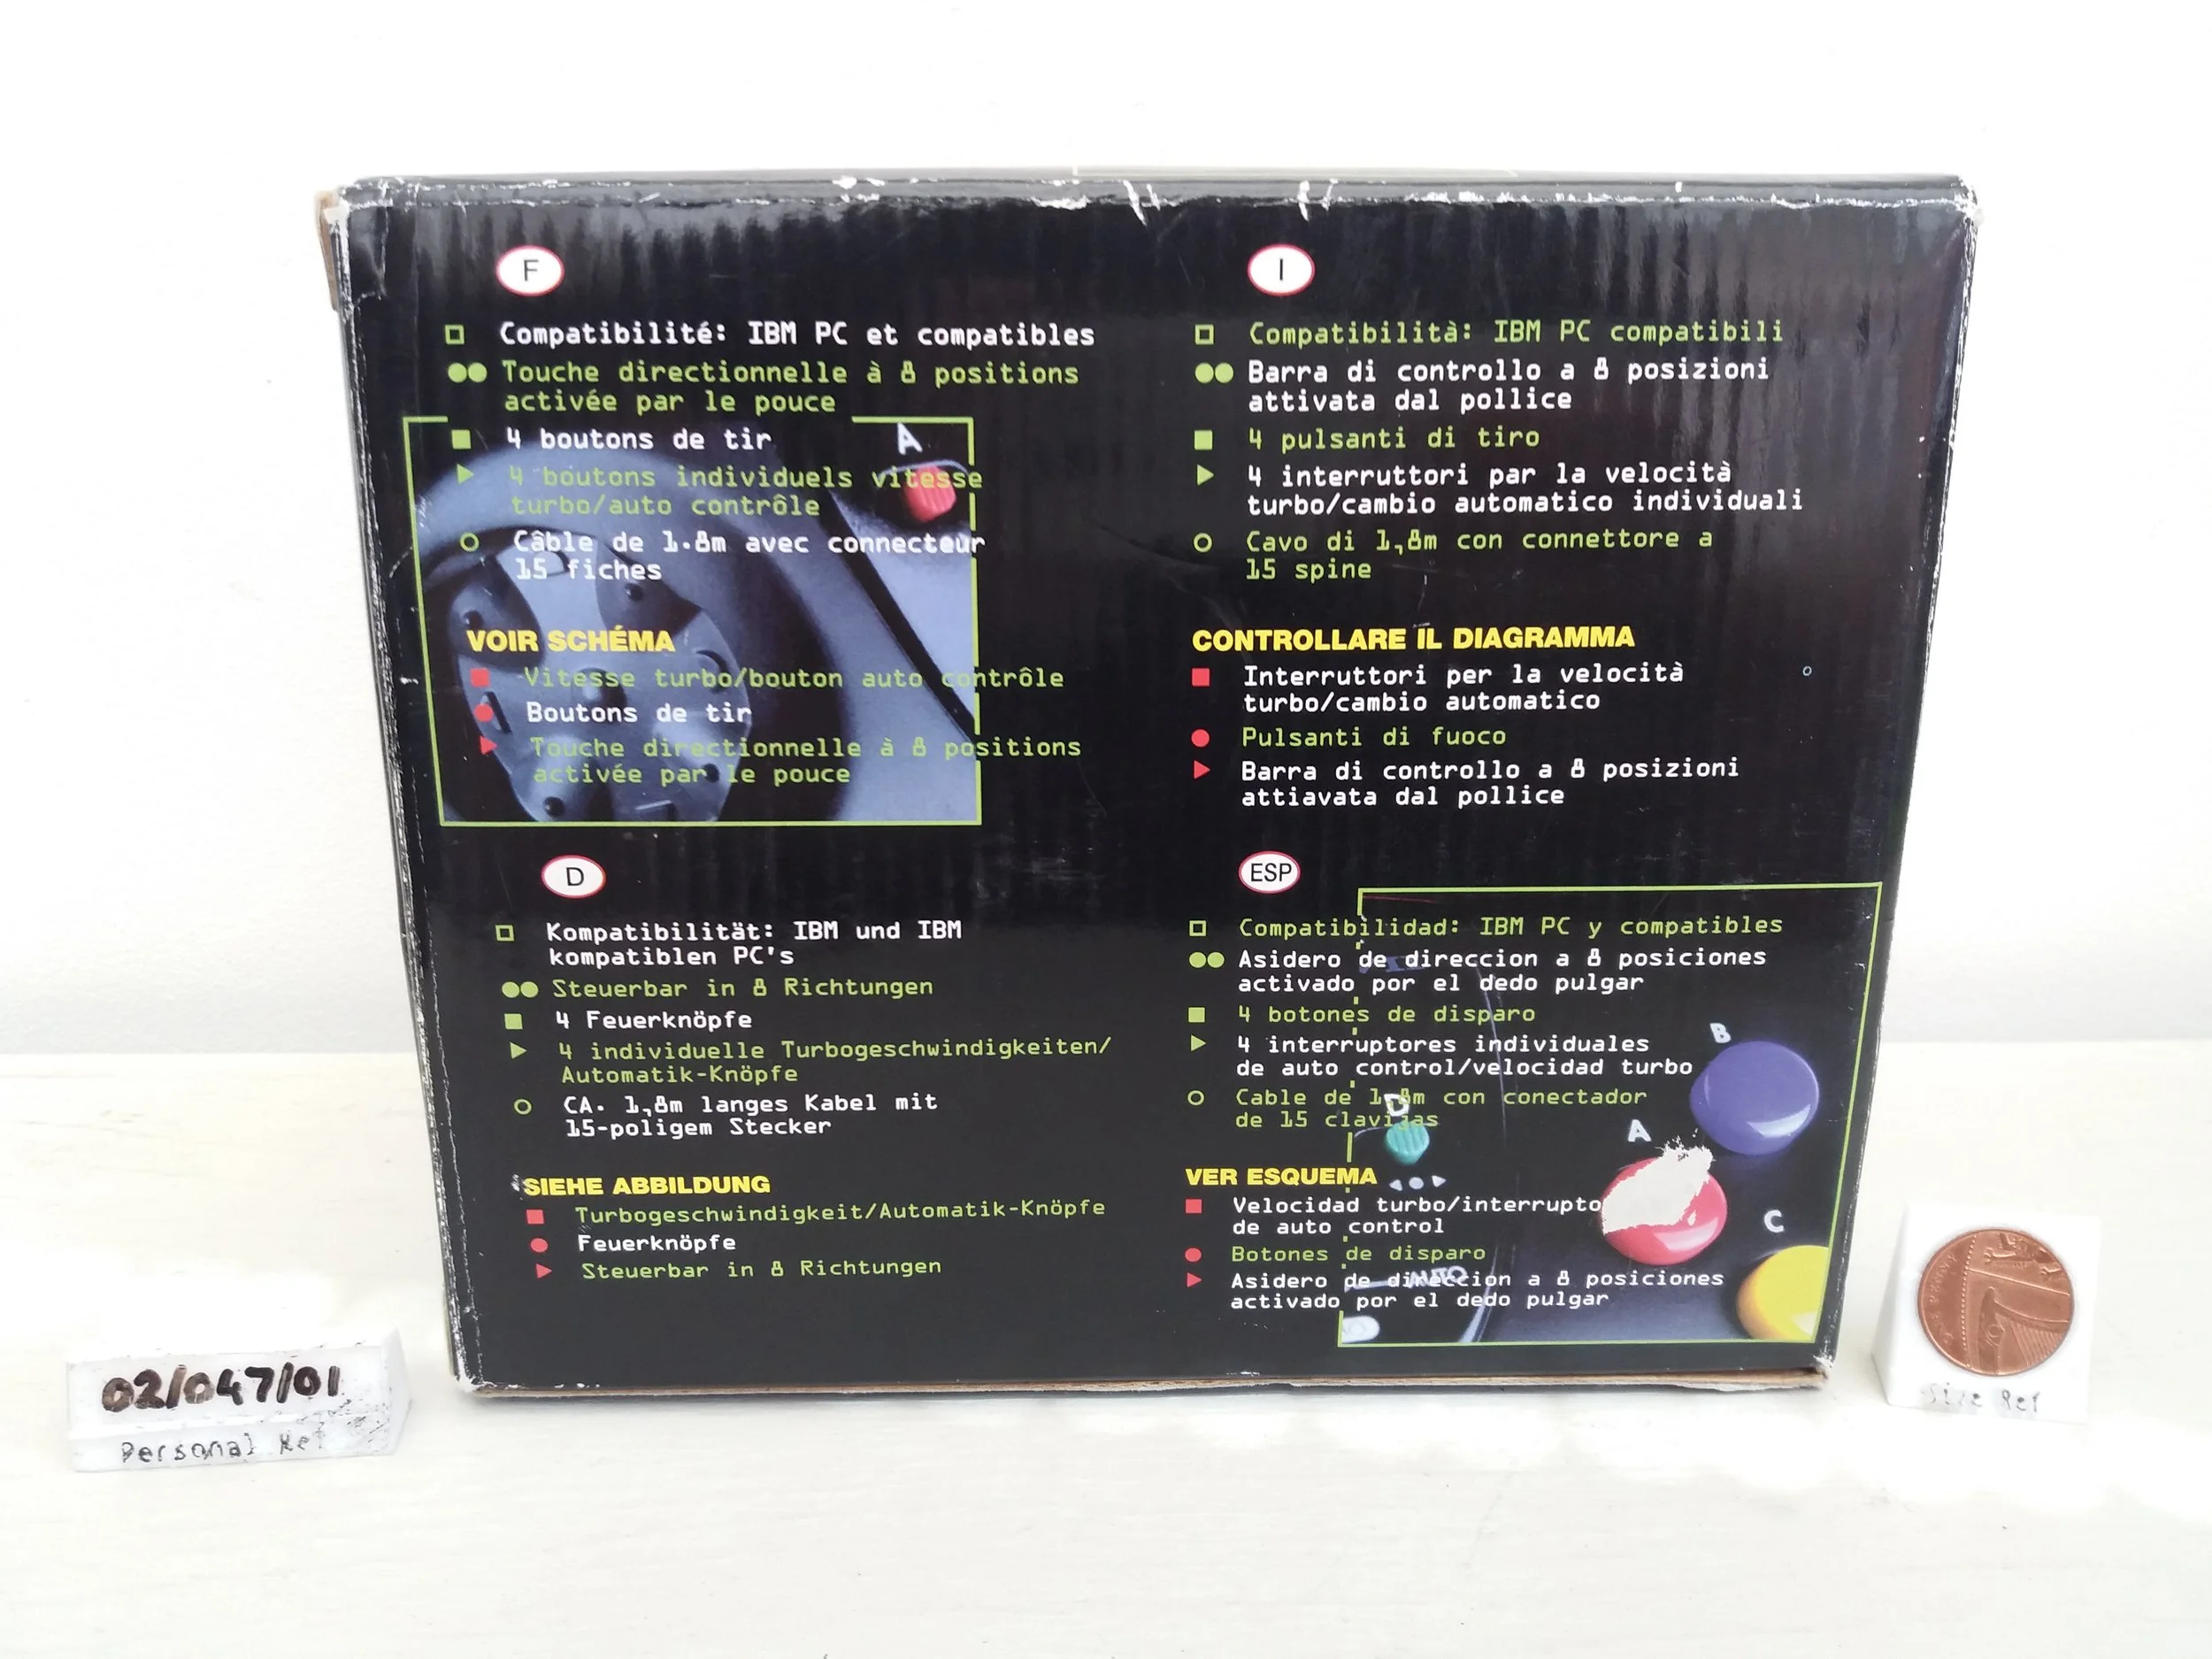 F
Compatibilité: IBM PC et compatibles
Touche directionnelle à 8 positions
activée par le pouce
4 boutons de tir
A
4 boutons individuels vitesse
turbo/auto contrôle
Câble de 1.8m avec connecteur
15 fiches
VOIR SCHÉMA
Vitesse turbo/bouton auto contrôle
Boutons de tir
Touche directionnelle à 8 positions
activée par le pouce
I
Compatibilità: IBM PC compatibili
Barra di controllo a 8 posizioni
attivata dal pollice
4 pulsanti di tiro
4 interruttori par la velocità
turbo/cambio automatico individuali
Cavo di 1,8m con connettore a
15 spine
CONTROLLARE IL DIAGRAMMA
Interruttori per la velocità
turbo/cambio automatico
Pulsanti di fuoco
Barra di controllo a 8 posizioni
attiavata dal pollice
D
Kompatibilität: IBM und IBM
kompatiblen PC's
Steuerbar in 8 Richtungen
4 Feuerknöpfe
4 individuelle Turbogeschwindigkeiten/
Automatik-Knöpfe
CA. 1,8m langes Kabel mit
15-poligem Stecker
SIEHE ABBILDUNG
Turbogeschwindigkeit/Automatik-Knöpfe
Feuerknöpfe
Steuerbar in 8 Richtungen
ESP
Compatibilidad: IBM PC y compatibles
Asidero de direccion a 8 posiciones
activado por el dedo pulgar
4 botones de disparo
4 interruptores individuales
de auto control/velocidad turbo
Cable de 1,8m con conectador
de 15 clavijas
VER ESQUEMA
Velocidad turbo/interrupto
de auto control
Botones de disparo
Asidero de direccion a 8 posiciones
activado por el dedo pulgar
B
A
C
D
AUTO
02/047/01
Personal Ref
Size Ref